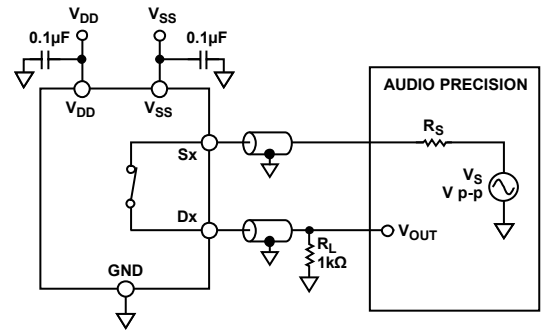 VDD
VSS
0.1µF
0.1µF
VDD
VSS
AUDIO PRECISION
Sx
RS
VS
V p-p
Dx
VOUT
RL
1kΩ
GND